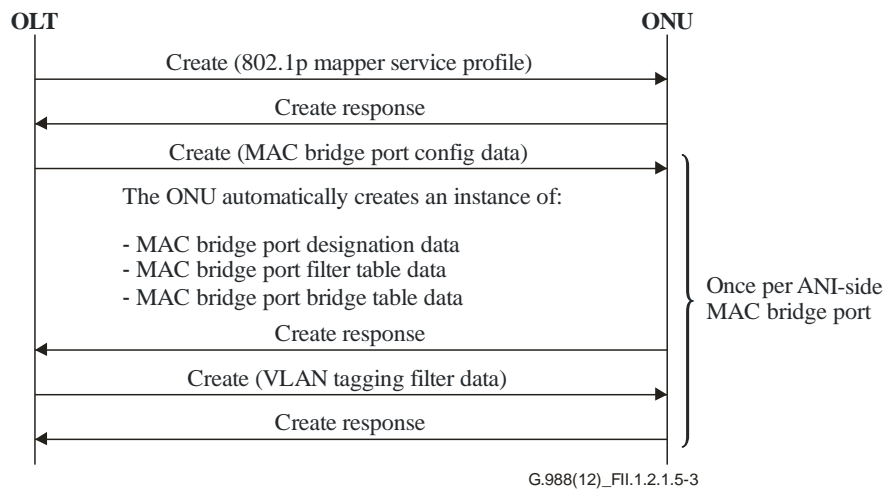 OLT
ONU
Create (802.1p mapper service profile)
Create response
Create (MAC bridge port config data)
The ONU automatically creates an instance of:
- MAC bridge port designation data
- MAC bridge port filter table data
- MAC bridge port bridge table data
Once per ANI-side
MAC bridge port
Create response
Create (VLAN tagging filter data)
Create response
G.988(12)_FII.1.2.1.5-3